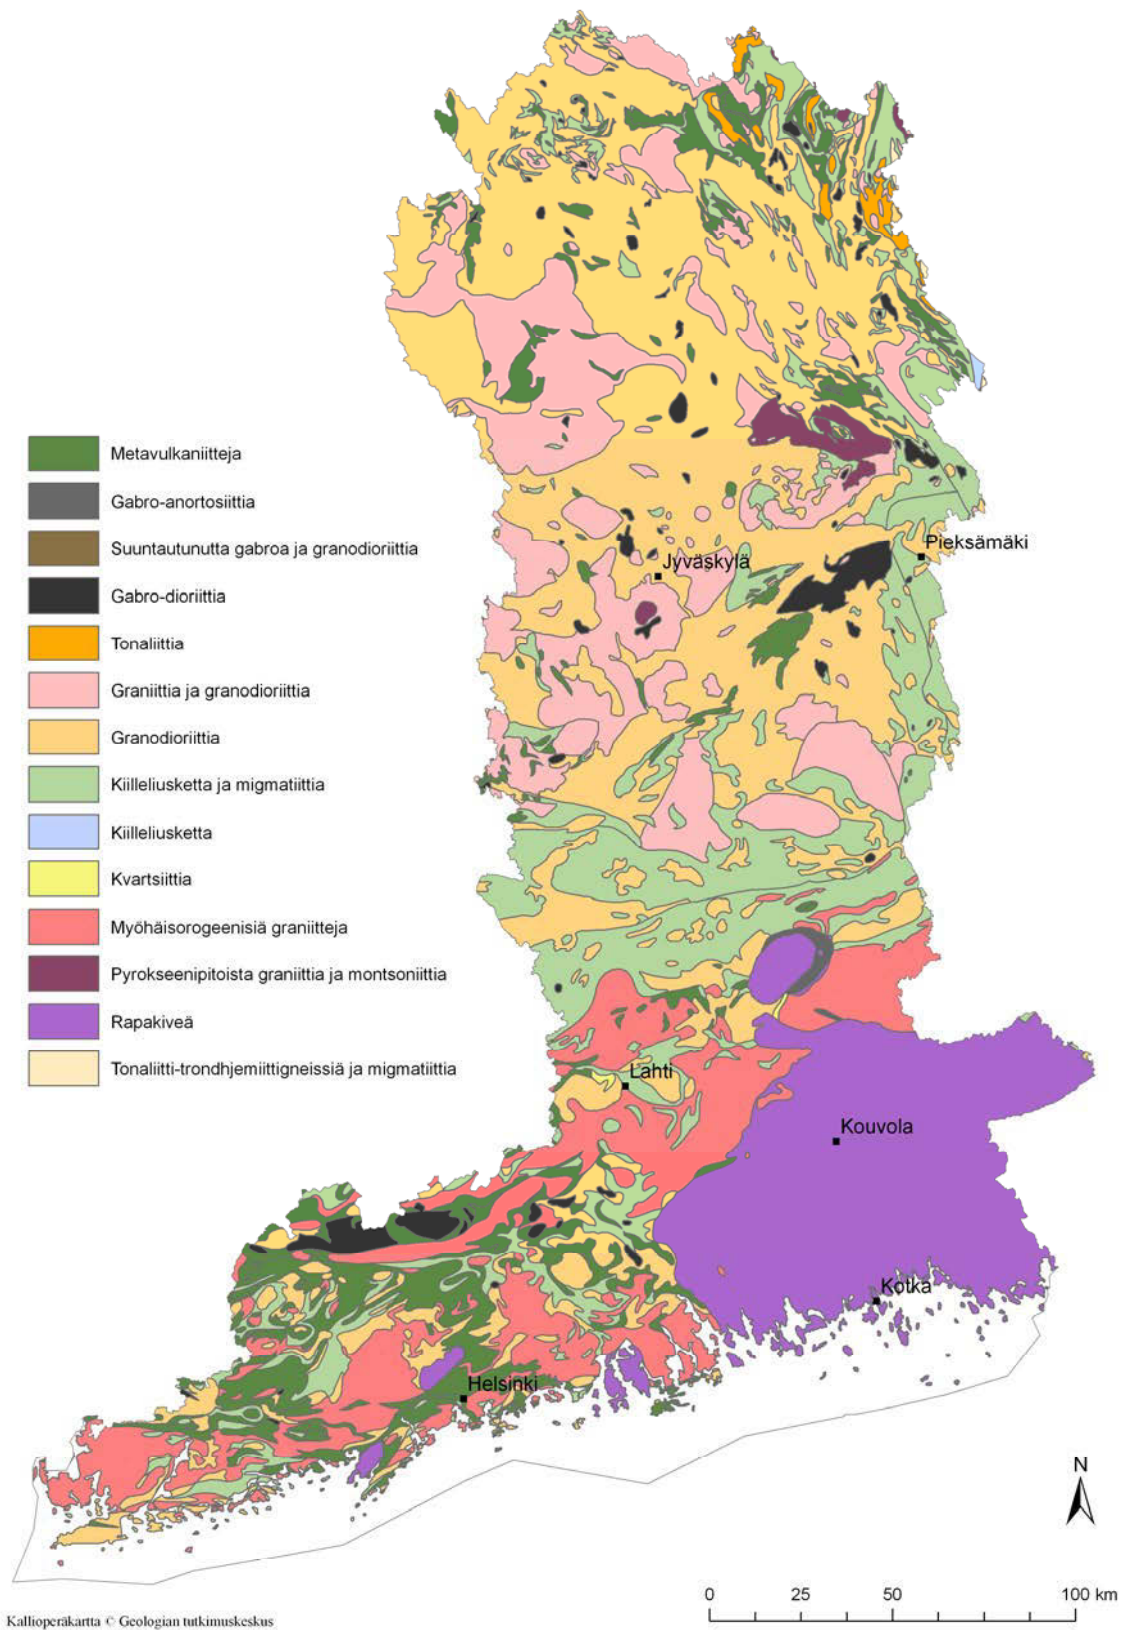 Metavulkaniitteja
Gabro-anortosiittia
Suuntautunutta gabroa ja granodioriittia
Gabro-dioriittia
Tonaliittia
Graniittia ja granodioriittia
Granodioriittia
Kiilleliusketta ja migmatiittia
Kiilleliusketta
Kvartsiittia
Myöhäisorogeenisiä graniitteja
Pyrokseenipitoista graniittia ja montsoniittia
Rapakiveä
Tonaliitti-trondhjemiittigneissiä ja migmatiittia
Pieksämäki
Jyväskylä
Lahti
Kouvola
Kotka
Helsinki
N
0 25 50 100 km
Kallioperäkartta © Geologian tutkimuskeskus